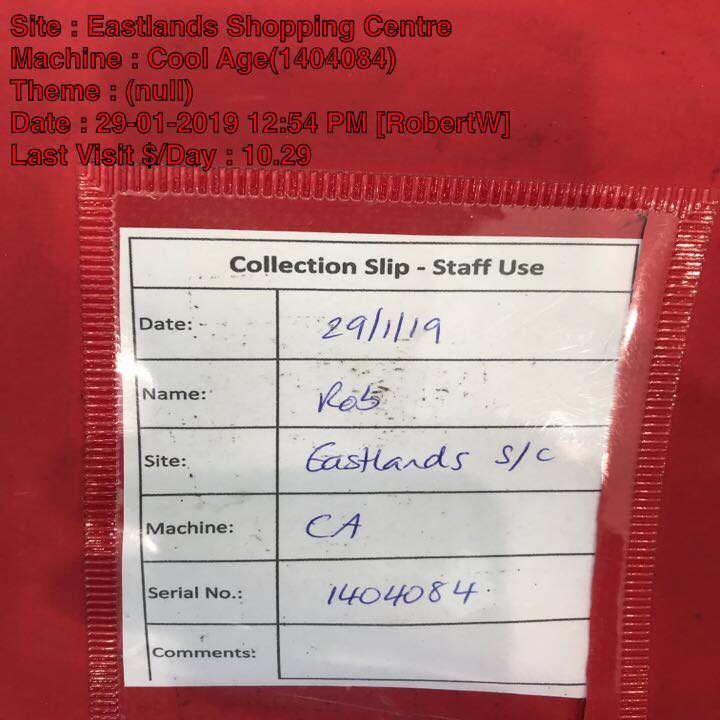 Site : Eastlands Shopping Centre
Machine : Cool Age(1404084)
Theme : (null)
Date : 29-01-2019 12:54 PM [RobertW]
Last Visit $/Day : 10.29
Collection Slip - Staff Use
Date: 29/1/19
Name: Rob
Site: Eastlands S/C
Machine: CA
Serial No.: 1404084
Comments: